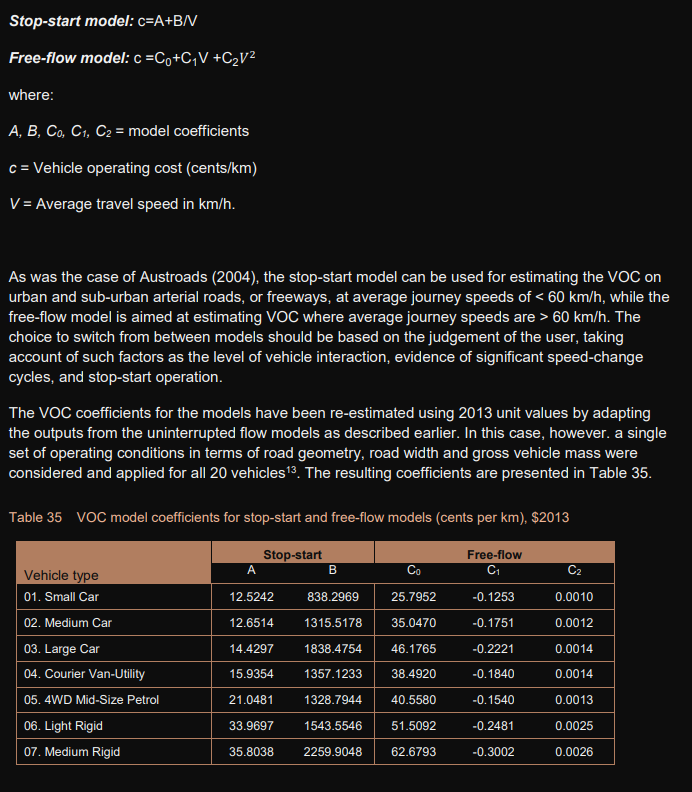 Stop-start model: c=A+B/V
Free-flow model: c =C₀+C₁V +C₂V²
where:
A, B, C₀, C₁, C₂ = model coefficients
c = Vehicle operating cost (cents/km)
V = Average travel speed in km/h.
As was the case of Austroads (2004), the stop-start model can be used for estimating the VOC on
urban and sub-urban arterial roads, or freeways, at average journey speeds of < 60 km/h, while the
free-flow model is aimed at estimating VOC where average journey speeds are > 60 km/h. The
choice to switch from between models should be based on the judgement of the user, taking
account of such factors as the level of vehicle interaction, evidence of significant speed-change
cycles, and stop-start operation.
The VOC coefficients for the models have been re-estimated using 2013 unit values by adapting
the outputs from the uninterrupted flow models as described earlier. In this case, however. a single
set of operating conditions in terms of road geometry, road width and gross vehicle mass were
considered and applied for all 20 vehicles¹³. The resulting coefficients are presented in Table 35.
Table 35 VOC model coefficients for stop-start and free-flow models (cents per km), $2013
Stop-start Free-flow
Vehicle type A B C₀ C₁ C₂
01. Small Car 12.5242 838.2969 25.7952 -0.1253 0.0010
02. Medium Car 12.6514 1315.5178 35.0470 -0.1751 0.0012
03. Large Car 14.4297 1838.4754 46.1765 -0.2221 0.0014
04. Courier Van-Utility 15.9354 1357.1233 38.4920 -0.1840 0.0014
05. 4WD Mid-Size Petrol 21.0481 1328.7944 40.5580 -0.1540 0.0013
06. Light Rigid 33.9697 1543.5546 51.5092 -0.2481 0.0025
07. Medium Rigid 35.8038 2259.9048 62.6793 -0.3002 0.0026